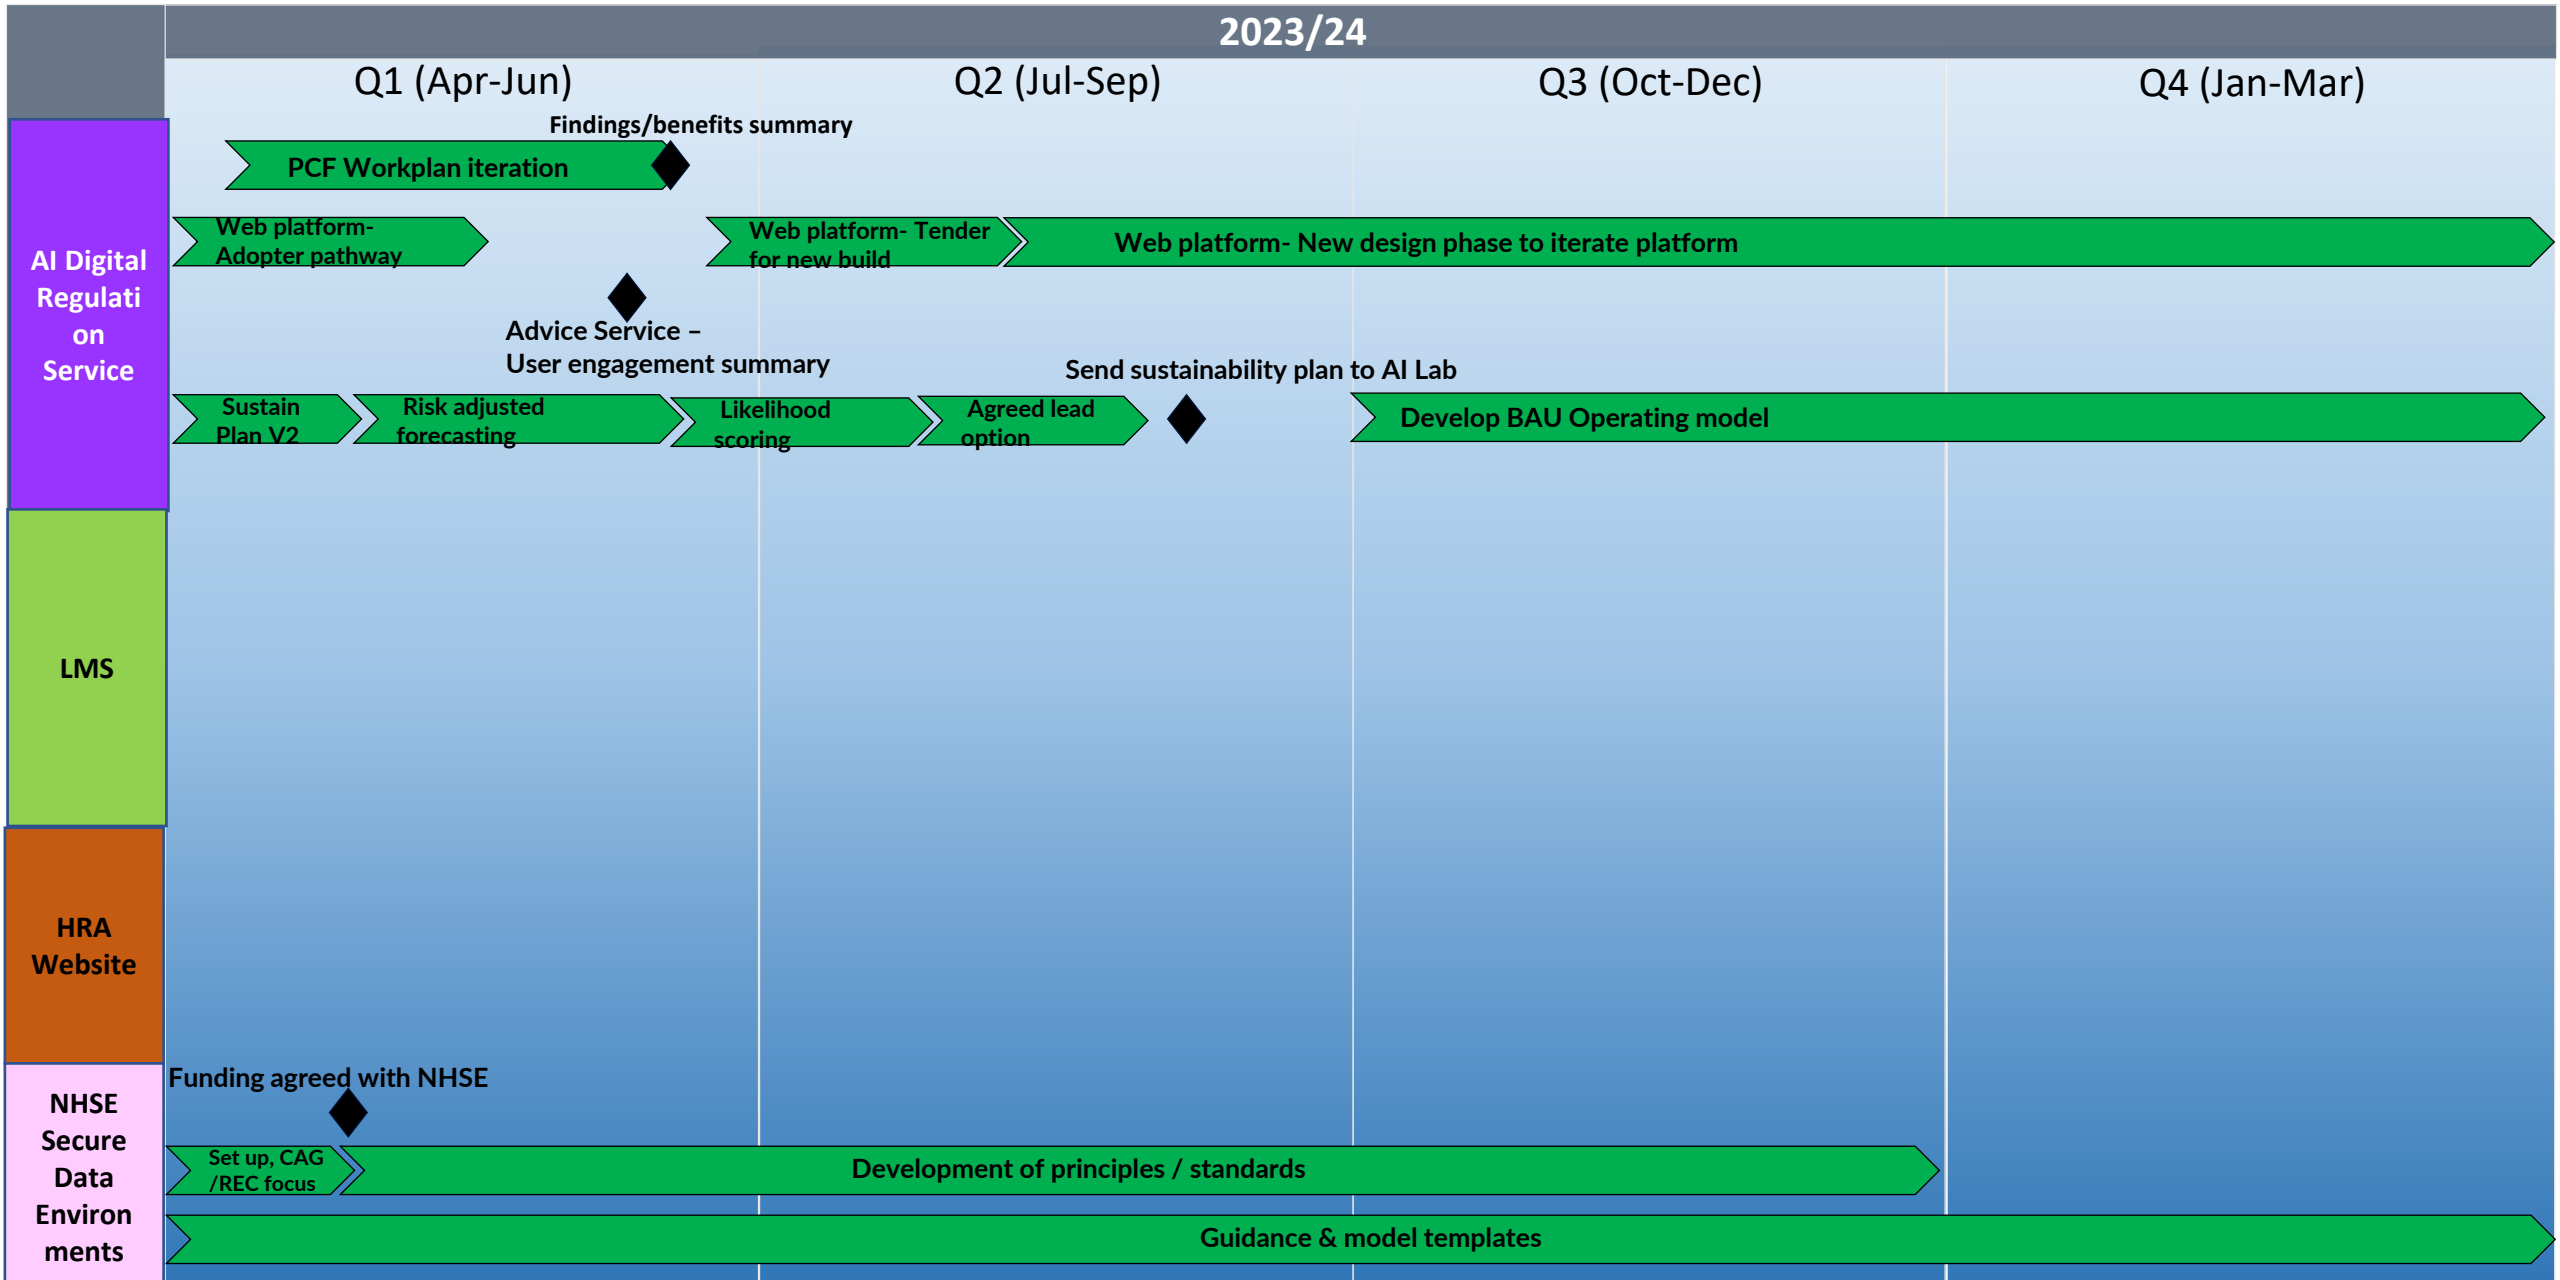 2023/24
Q1 (Apr-Jun)
Q2 (Jul-Sep)
Q3 (Oct-Dec)
Q4 (Jan-Mar)
AI Digital
Regulati
on
Service
Findings/benefits summary
PCF Workplan iteration
Web platform-
Adopter pathway
Web platform- Tender
for new build
Web platform- New design phase to iterate platform
Advice Service –
User engagement summary
Send sustainability plan to AI Lab
Sustain
Plan V2
Risk adjusted
forecasting
Likelihood
scoring
Agreed lead
option
Develop BAU Operating model
LMS
HRA
Website
NHSE
Secure
Data
Environ
ments
Funding agreed with NHSE
Set up, CAG
/REC focus
Development of principles / standards
Guidance & model templates